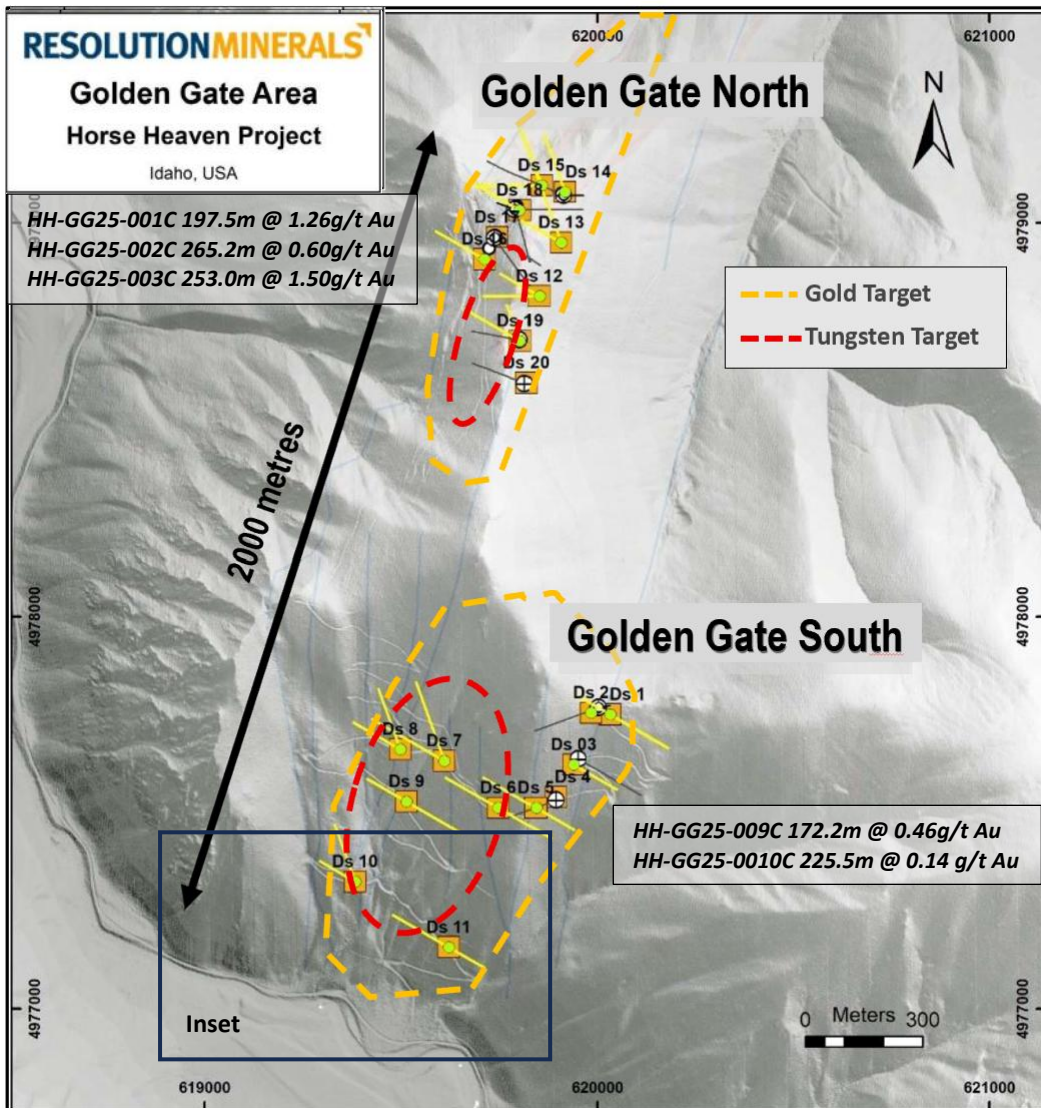 RESOLUTIONMINERALS
Golden Gate Area
Horse Heaven Project
Idaho, USA
620000
621000
Golden Gate North
N
HH-GG25-001C 197.5m @ 1.26g/t Au
HH-GG25-002C 265.2m @ 0.60g/t Au
HH-GG25-003C 253.0m @ 1.50g/t Au
Ds 15
Ds 14
Ds 18
Ds 17
Ds 13
Ds 12
Ds 19
Ds 20
4979000
4979000
Gold Target
Tungsten Target
2000 metres
4978000
4978000
Golden Gate South
Ds 2
Ds 1
Ds 03
Ds 4
Ds 8
Ds 7
Ds 9
Ds 6
Ds 5
HH-GG25-009C 172.2m @ 0.46g/t Au
HH-GG25-0010C 225.5m @ 0.14 g/t Au
Ds 10
Ds 11
4977000
4977000
Inset
0 Meters 300
619000
620000
621000